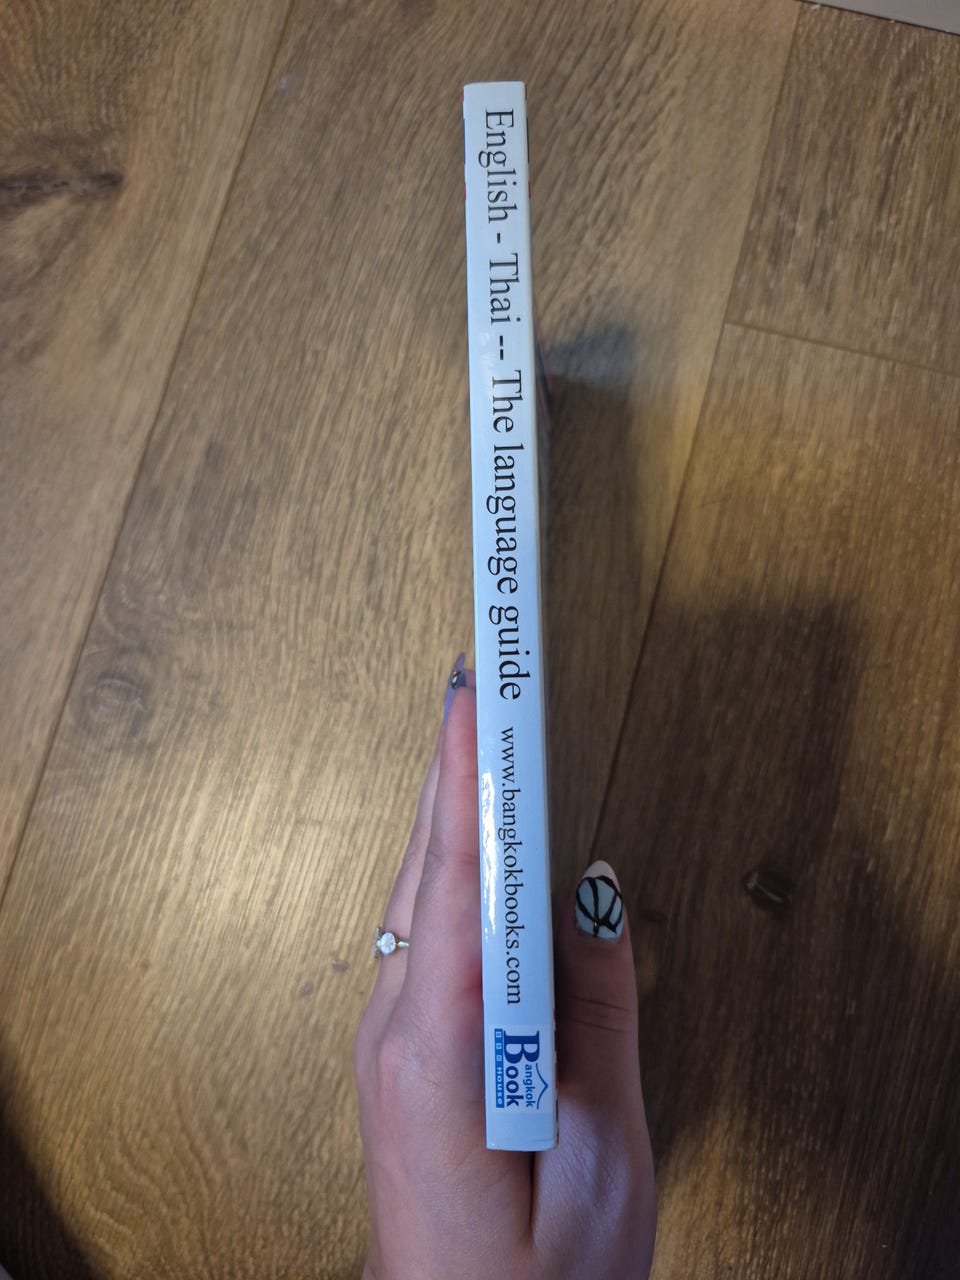 English - Thai -- The language guide www.bangkokbooks.com
Bangkok
Book
House